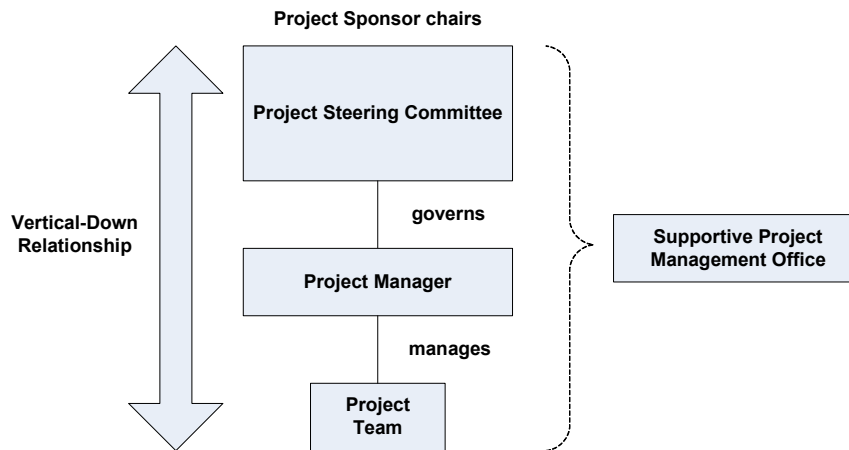 Project Sponsor chairs
Project Steering Committee
governs
Vertical-Down
Relationship
Supportive Project
Management Office
Project Manager
manages
Project
Team